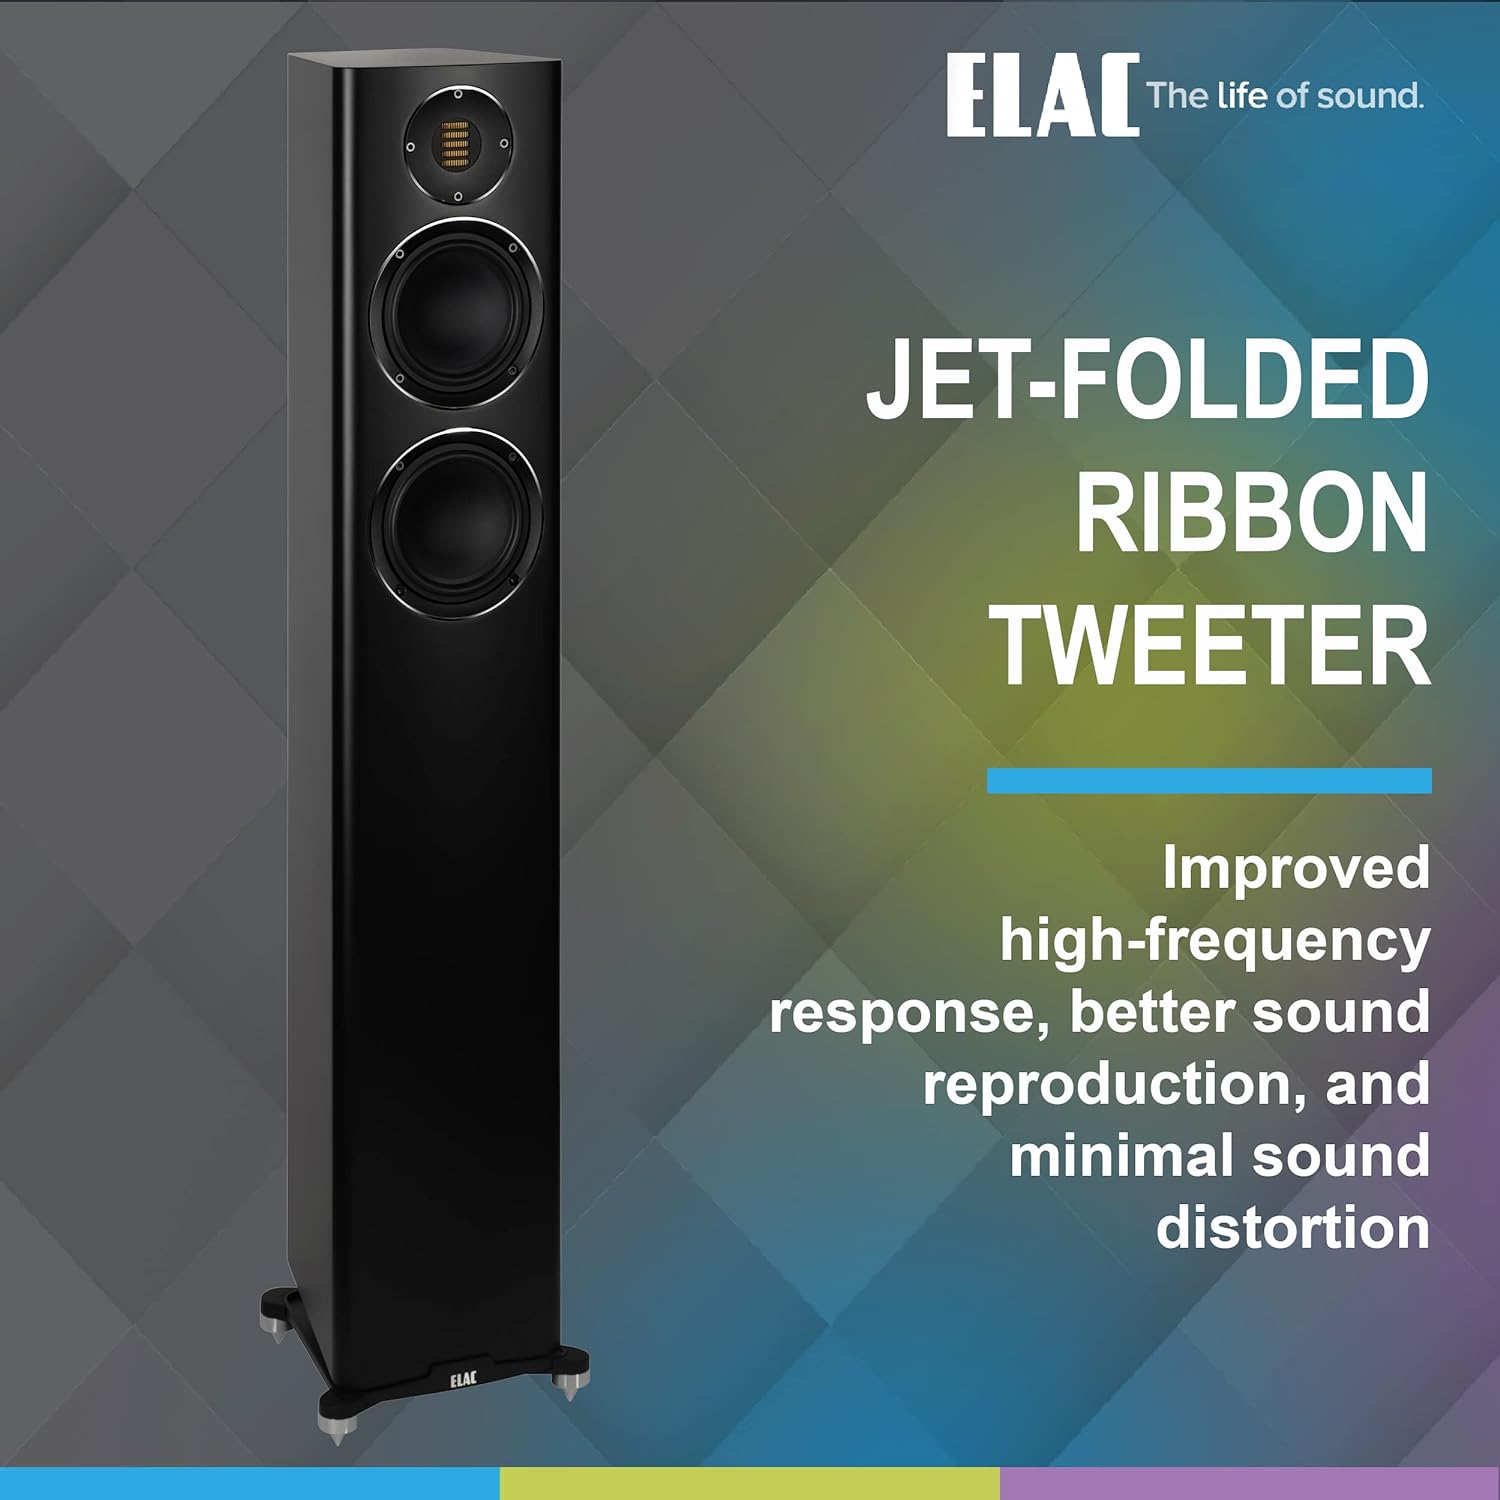 ELAC The life of sound.
JET-FOLDED
RIBBON
TWEETER
Improved
high-frequency
response, better sound
reproduction, and
minimal sound
distortion
ELAC